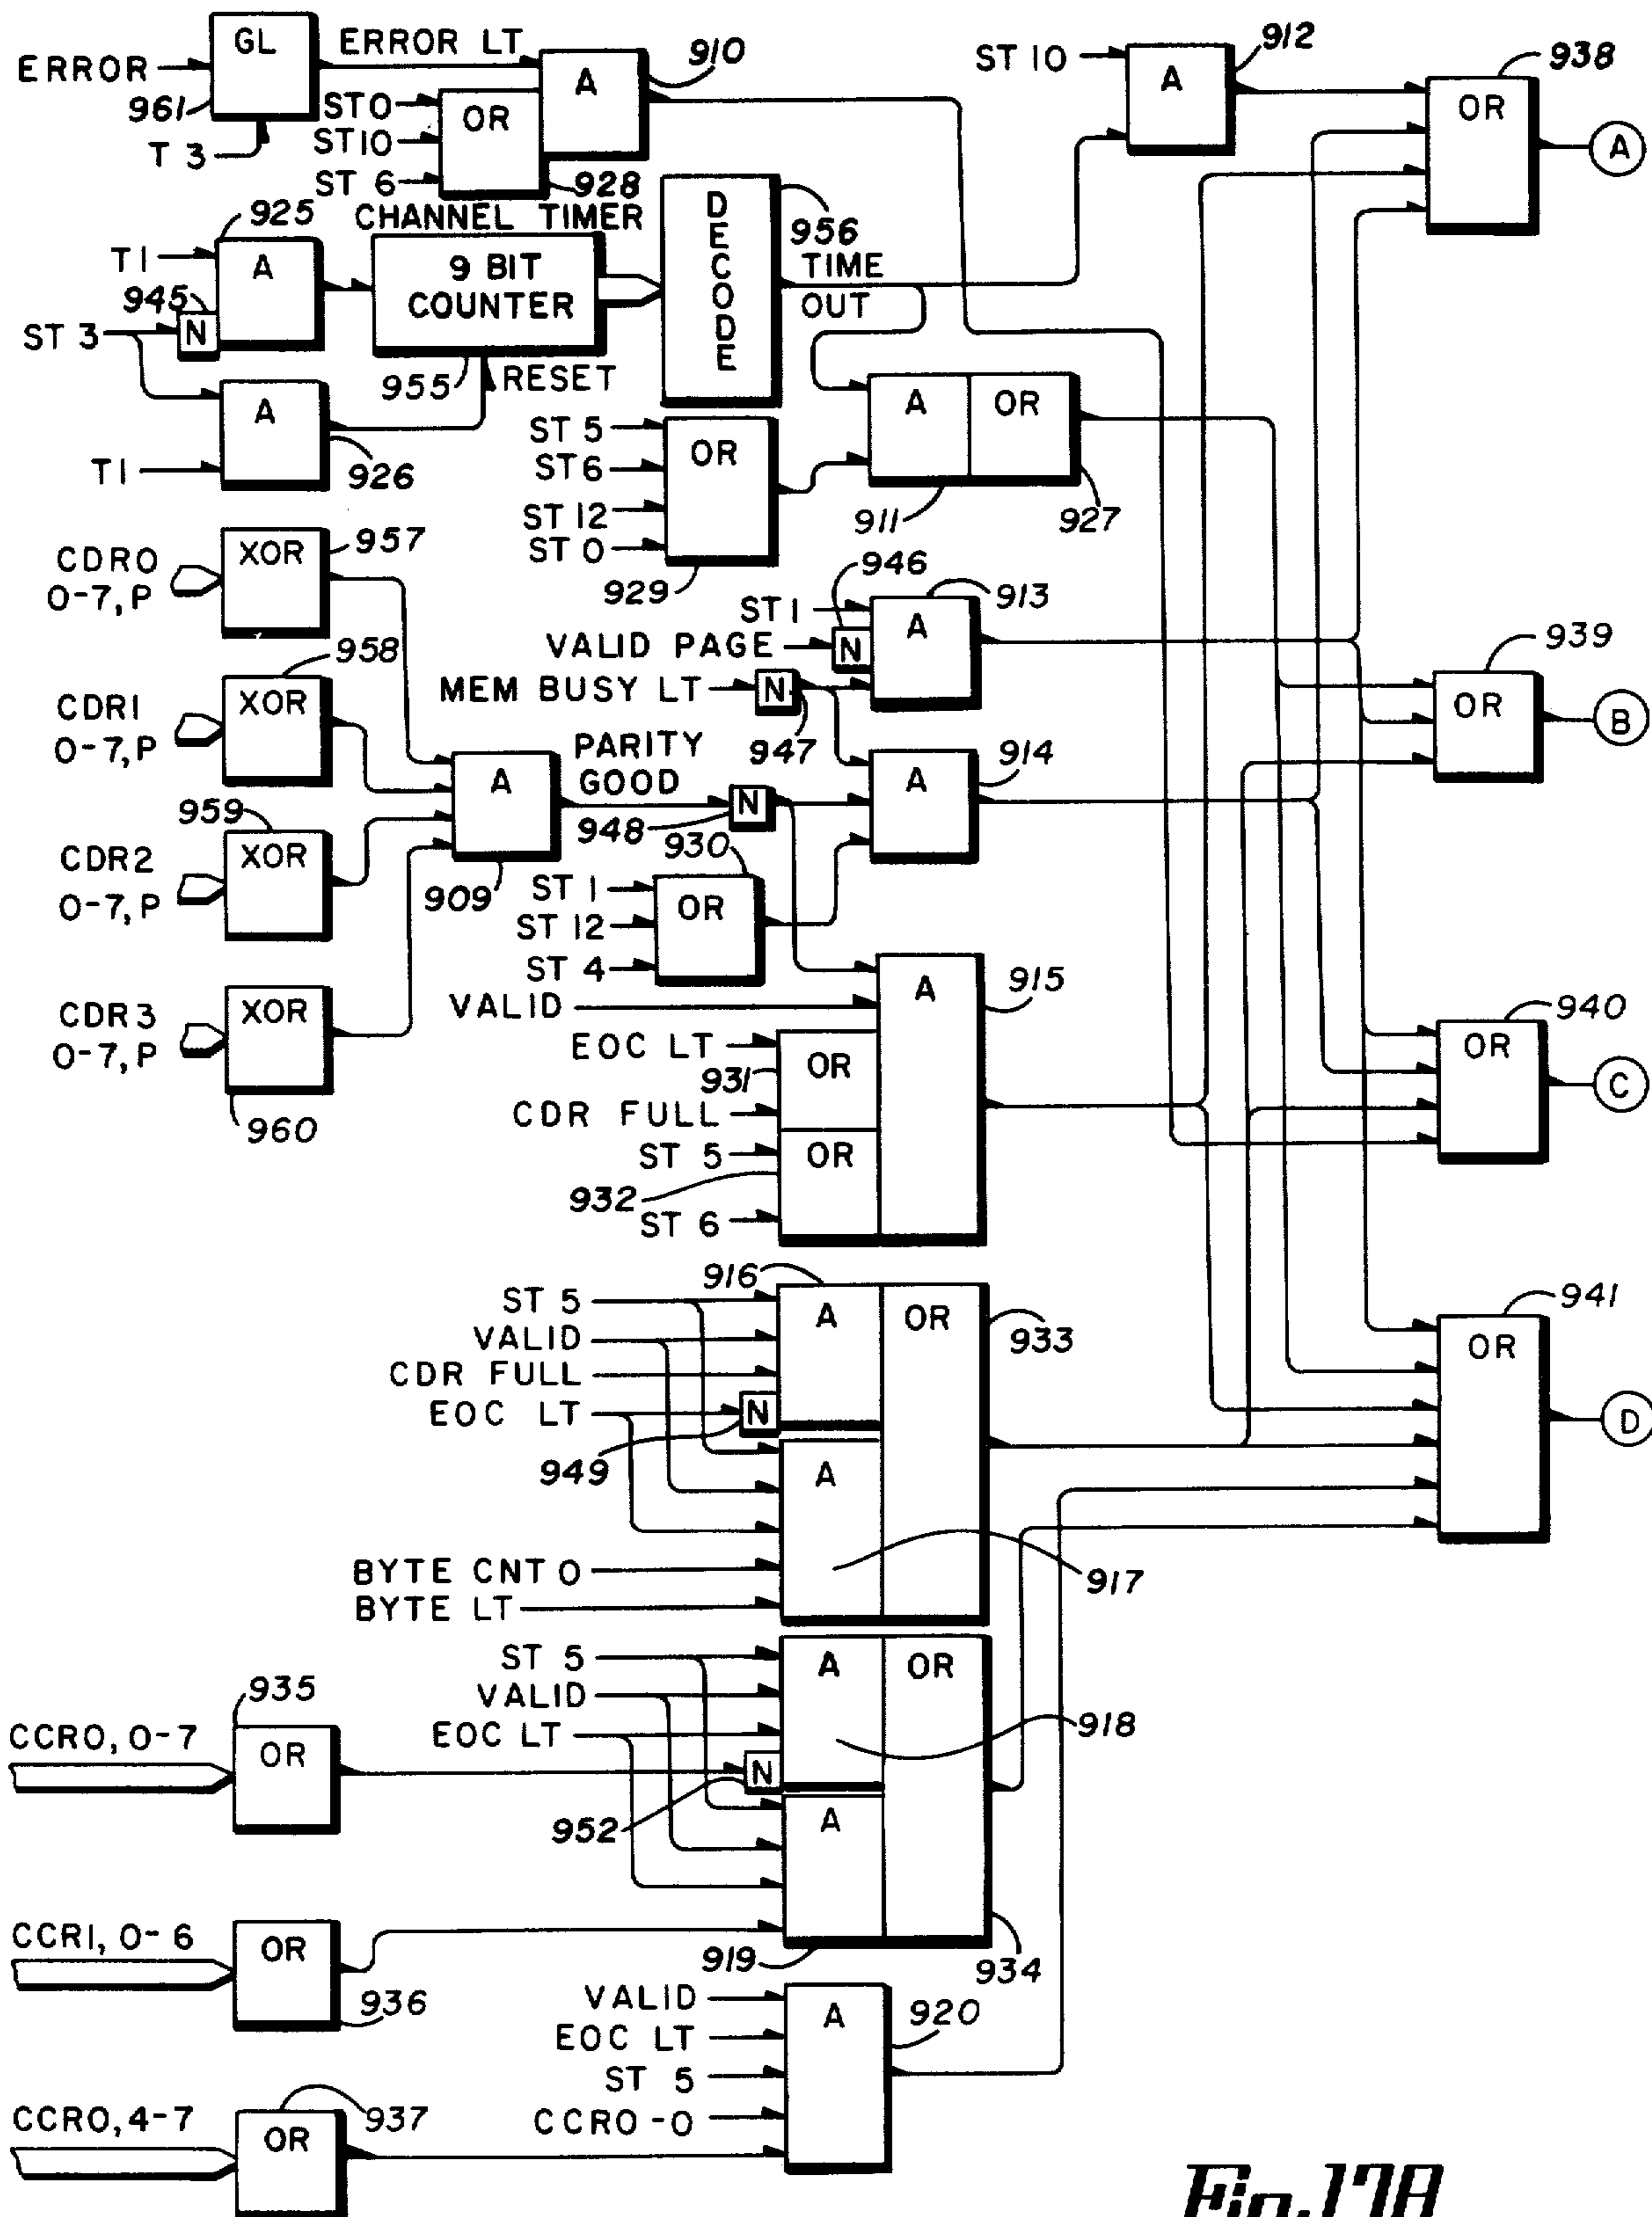 GL
ERROR LT
ERROR
961
T 3
A
910
ST 0
ST 10
ST 6
OR
928
ST 10
A
912
OR
938
A
CHANNEL TIMER
925
T1
A
945
N
ST 3
9 BIT
COUNTER
955
RESET
DECODE
956
TIME
OUT
A
926
T1
ST 5
ST 6
ST 12
ST 0
OR
929
A
OR
911
927
CDR0
0-7, P
XOR
957
946
ST 1
VALID PAGE
N
A
913
MEM BUSY LT
N
947
939
OR
B
958
CDR1
0-7, P
XOR
PARITY
GOOD
A
909
N
948
A
914
959
CDR2
0-7, P
XOR
930
ST 1
ST 12
ST 4
OR
CDR3
0-7, P
XOR
960
VALID
A
915
EOC LT
931
OR
CDR FULL
ST 5
932
OR
ST 6
940
OR
C
916
ST 5
VALID
CDR FULL
EOC LT
N
949
A
OR
933
A
917
BYTE CNT 0
BYTE LT
941
OR
D
ST 5
VALID
EOC LT
A
OR
918
935
CCR0, 0-7
OR
N
952
A
919
934
CCR1, 0-6
OR
936
VALID
EOC LT
ST 5
CCR0-0
A
920
CCR0, 4-7
OR
937
Fig. 17A